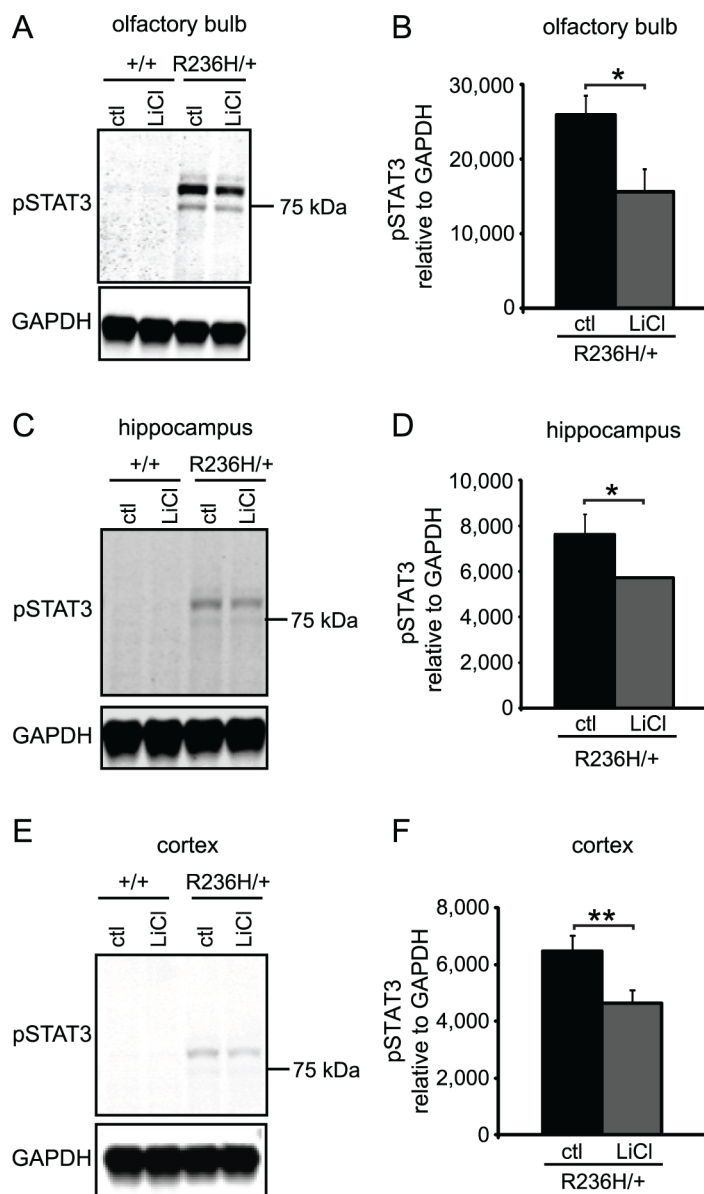 A
olfactory bulb
+/+ R236H/+
ctl LiCl ctl LiCl
pSTAT3
75 kDa
GAPDH
B
olfactory bulb
*
30,000
20,000
10,000
0
pSTAT3
relative to GAPDH
ctl LiCl
R236H/+
C
hippocampus
+/+ R236H/+
ctl LiCl ctl LiCl
pSTAT3
75 kDa
GAPDH
D
hippocampus
*
10,000
8,000
6,000
4,000
2,000
0
pSTAT3
relative to GAPDH
ctl LiCl
R236H/+
E
cortex
+/+ R236H/+
ctl LiCl ctl LiCl
pSTAT3
75 kDa
GAPDH
F
cortex
**
8,000
6,000
4,000
2,000
0
pSTAT3
relative to GAPDH
ctl LiCl
R236H/+